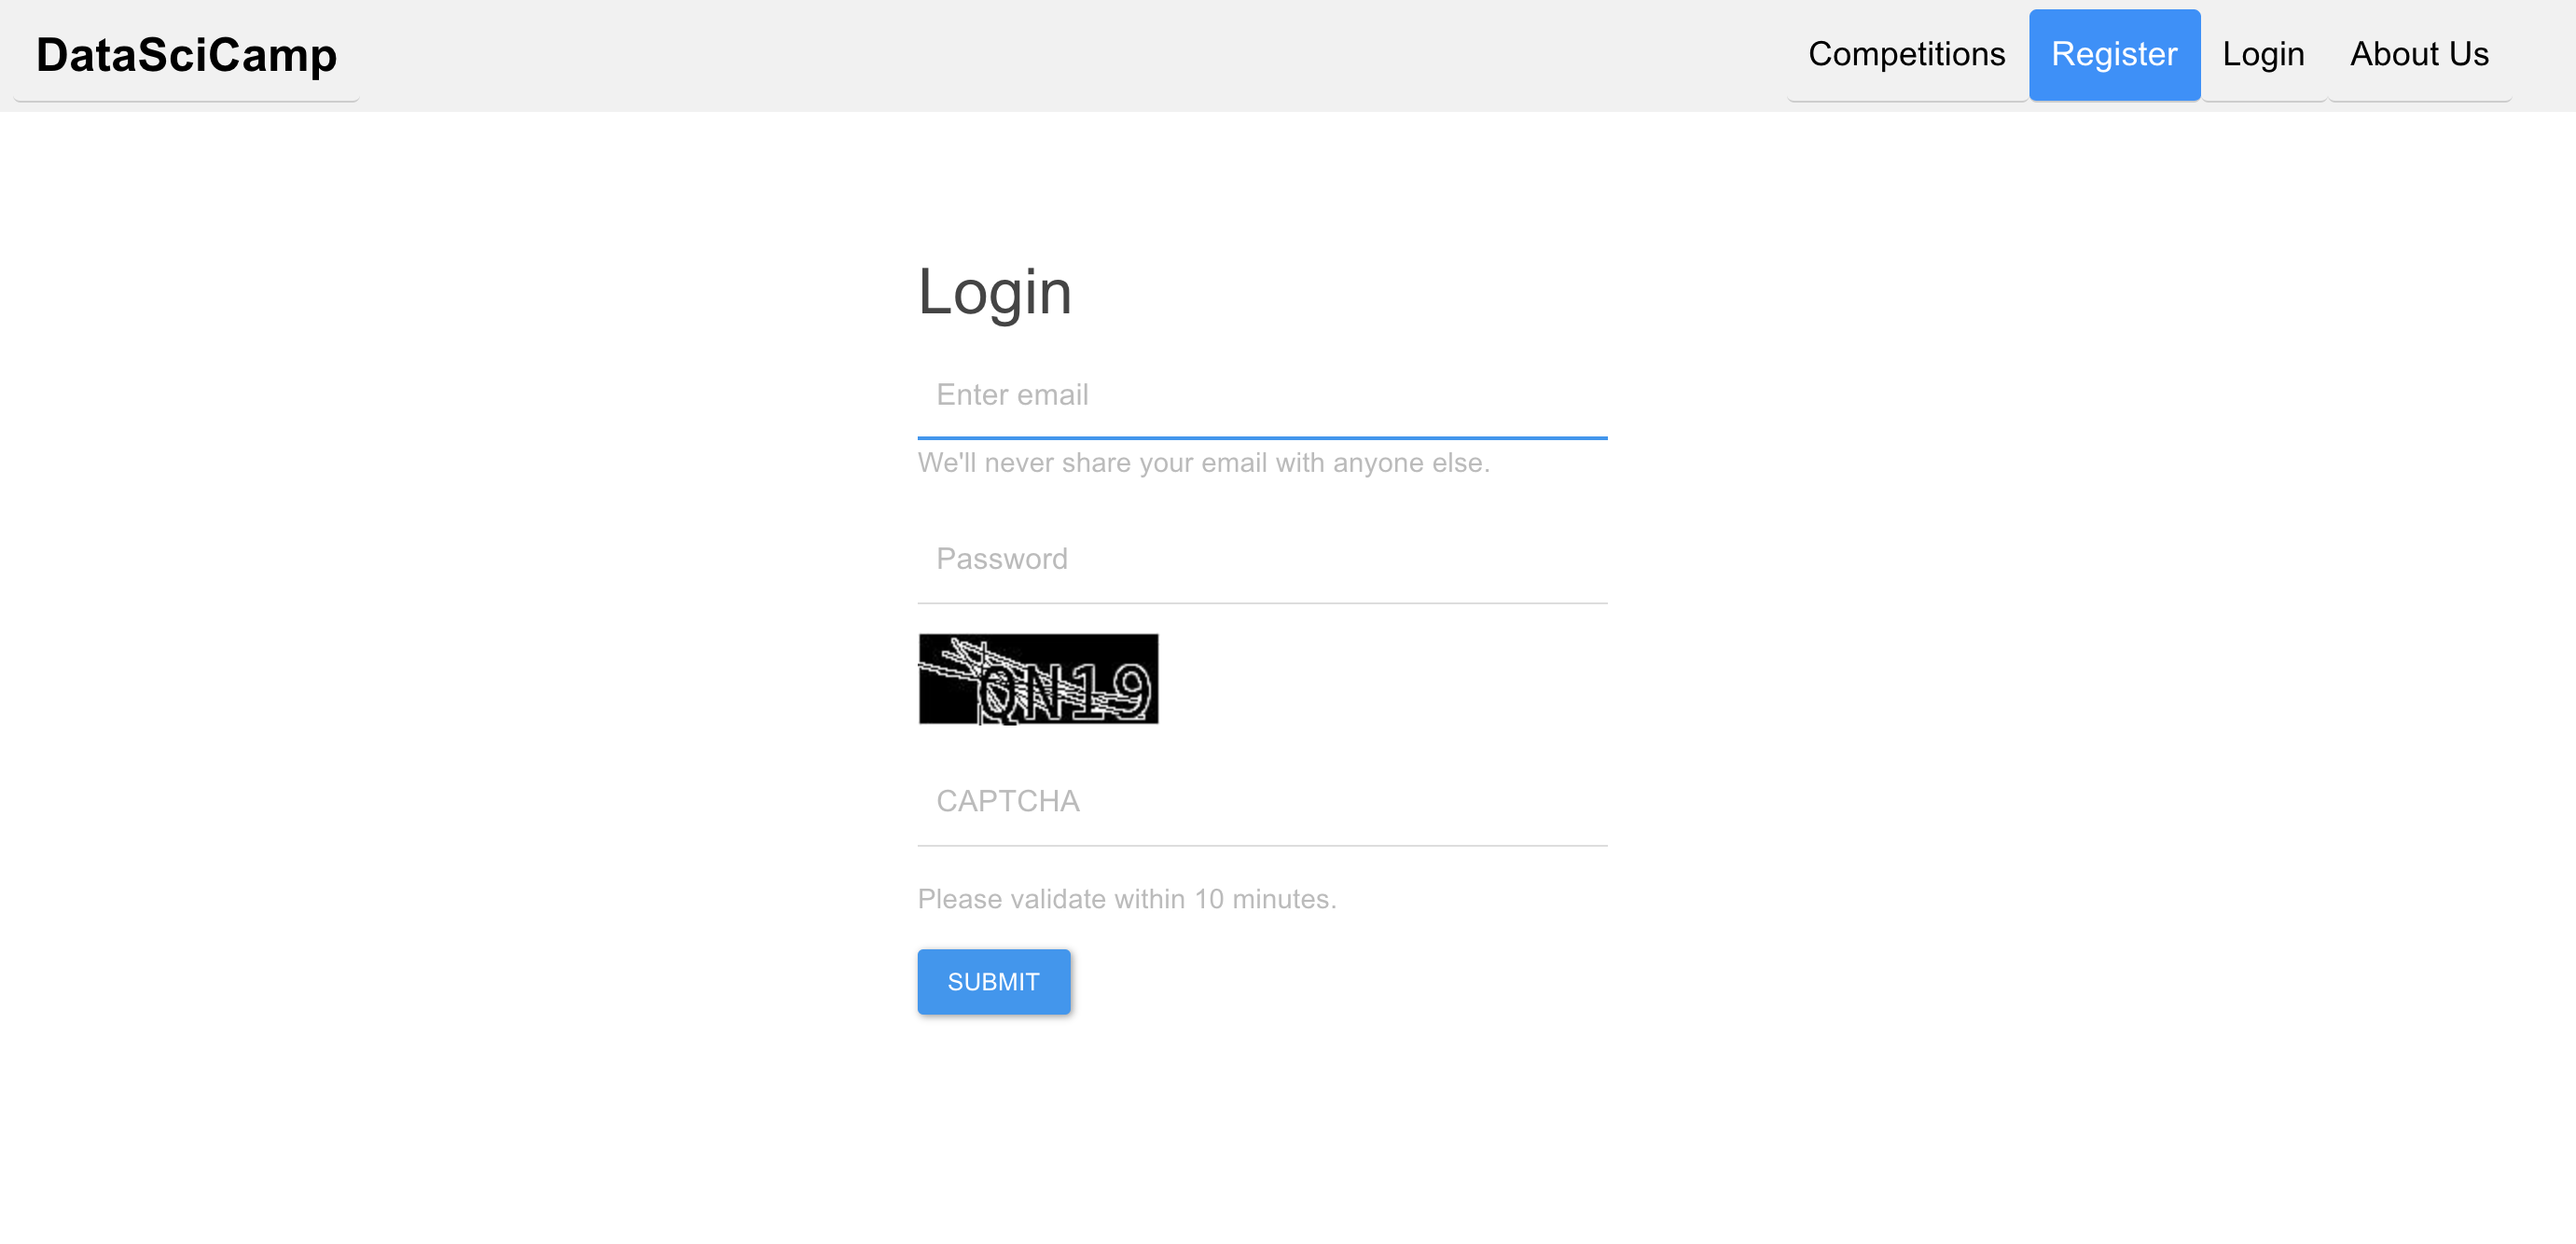 DataSciCamp
Competitions Register Login About Us
Login
Enter email
We'll never share your email with anyone else.
Password
QN19
CAPTCHA
Please validate within 10 minutes.
SUBMIT